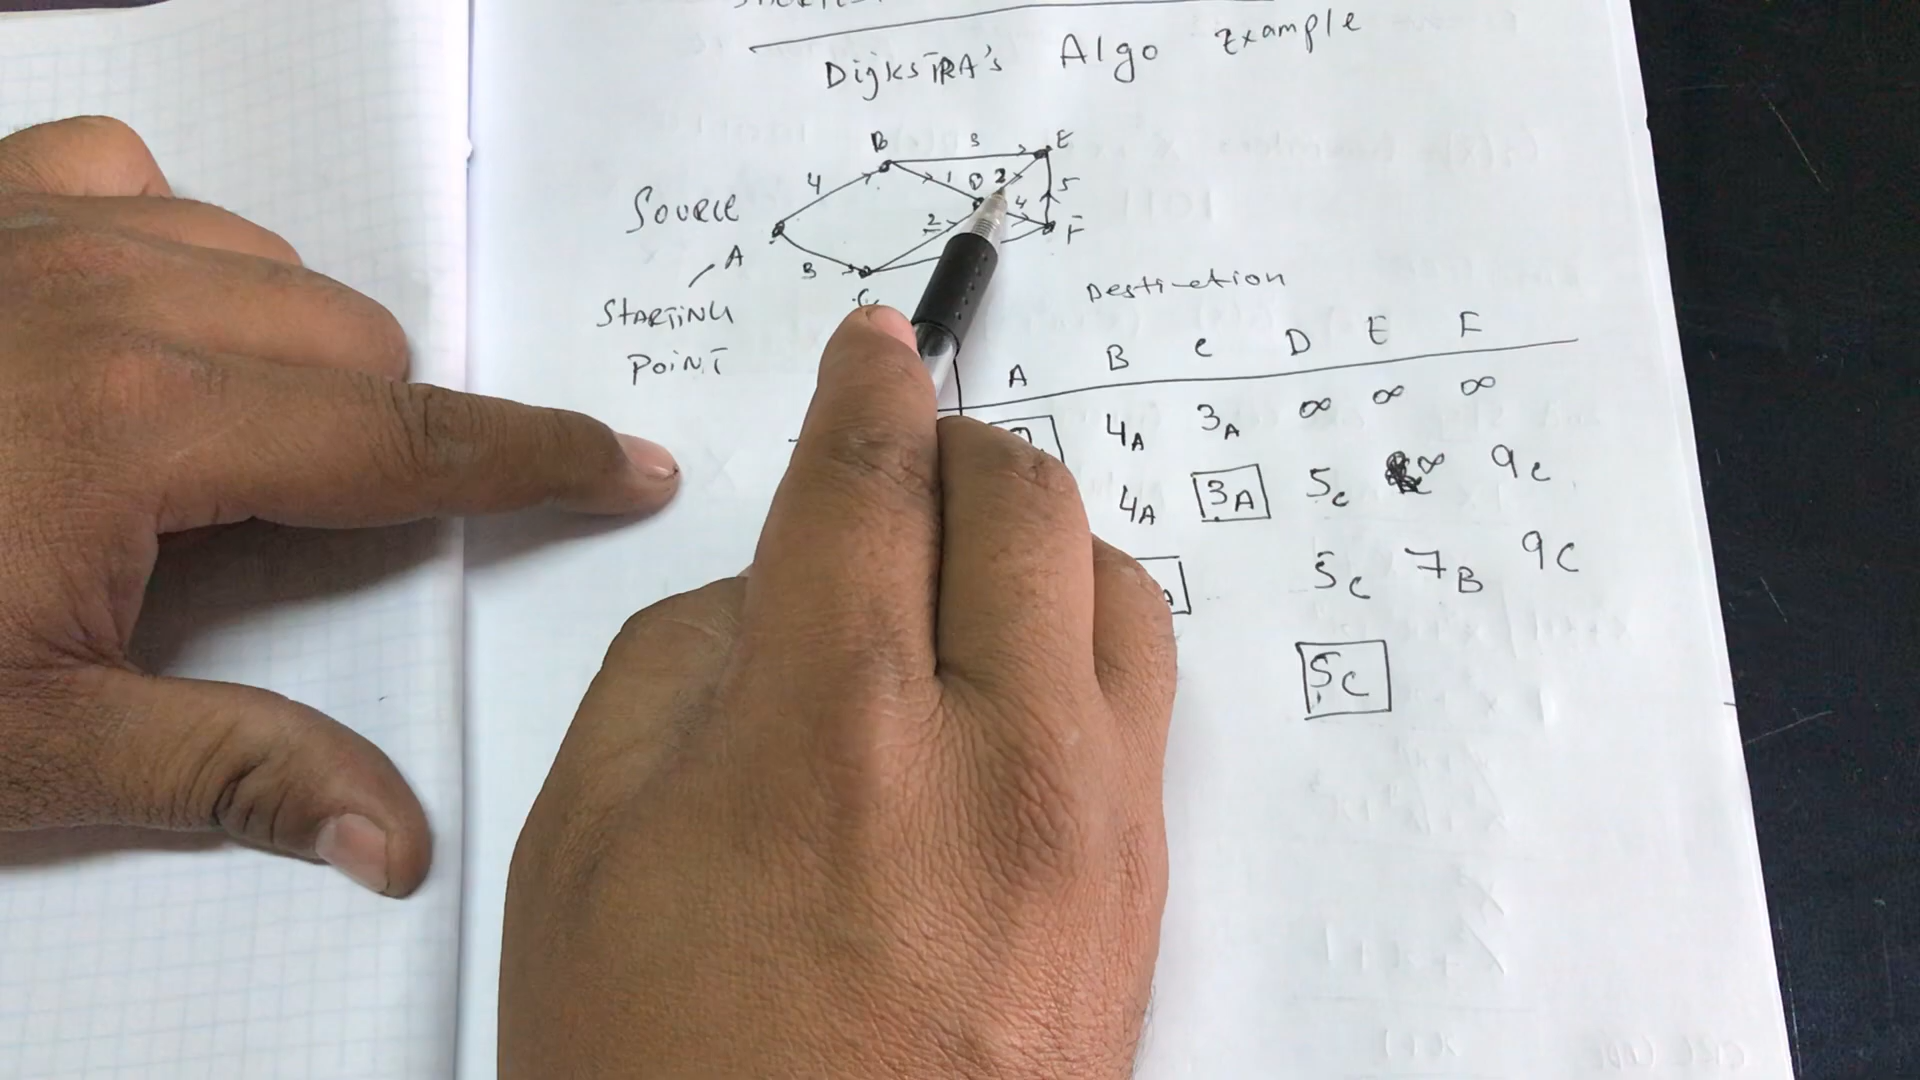 DijkSTRA's Algo Example
B 3 E
4 1 D 2 5
Source 2 4
A F
3
STARTING
POINT
Destinetion
A B C D E F
4A 3A ∞ ∞ ∞
4A 3A 5c ∞ 9c
5c 7B 9C
5C